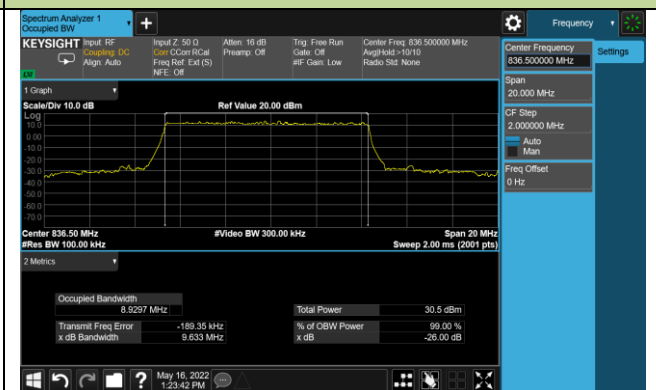 Spectrum Analyzer 1
Occupied BW
+
Frequency
KEYSIGHT
Input: RF
Coupling: DC
Align: Auto
Input Z: 50 Ω
Corr CCorr RCal
Freq Ref: Ext (S)
NFE: Off
Atten: 16 dB
Preamp: Off
Trig: Free Run
Gate: Off
#IF Gain: Low
Center Freq: 836.500000 MHz
Avg|Hold:>10/10
Radio Std: None
Center Frequency
836.500000 MHz
Settings
Span
20.000 MHz
CF Step
2.000000 MHz
Auto
Man
Freq Offset
0 Hz
1 Graph
Scale/Div 10.0 dB
Ref Value 20.00 dBm
Log
10.0
0.00
-10.0
-20.0
-30.0
-40.0
-50.0
-60.0
-70.0
Center 836.50 MHz
#Video BW 300.00 kHz
Span 20 MHz
#Res BW 100.00 kHz
Sweep 2.00 ms (2001 pts)
2 Metrics
Occupied Bandwidth
8.9297 MHz
Total Power 30.5 dBm
Transmit Freq Error -189.35 kHz
% of OBW Power 99.00 %
x dB Bandwidth 9.633 MHz
x dB -26.00 dB
?
May 16, 2022
1:23:42 PM